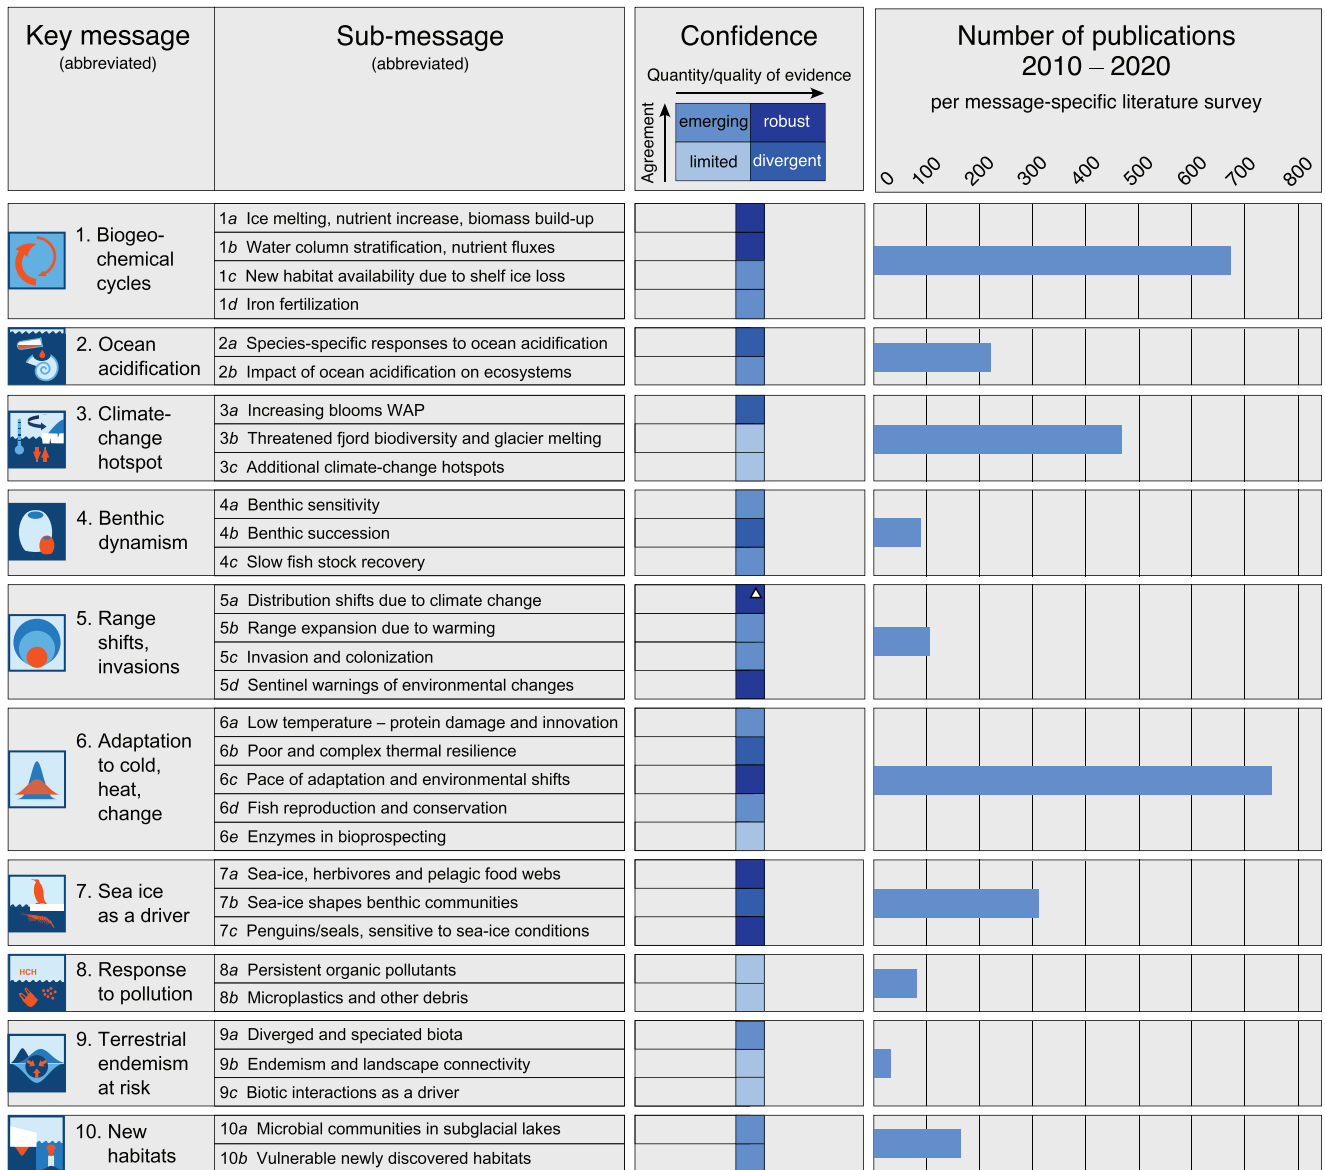 Key message
(abbreviated)
Sub-message
(abbreviated)
Confidence
Quantity/quality of evidence
Agreement
emerging
robust
limited
divergent
Number of publications
2010 – 2020
per message-specific literature survey
0 100 200 300 400 500 600 700 800
1. Biogeo-
chemical
cycles
1a Ice melting, nutrient increase, biomass build-up
1b Water column stratification, nutrient fluxes
1c New habitat availability due to shelf ice loss
1d Iron fertilization
2. Ocean
acidification
2a Species-specific responses to ocean acidification
2b Impact of ocean acidification on ecosystems
3. Climate-
change
hotspot
3a Increasing blooms WAP
3b Threatened fjord biodiversity and glacier melting
3c Additional climate-change hotspots
4. Benthic
dynamism
4a Benthic sensitivity
4b Benthic succession
4c Slow fish stock recovery
5. Range
shifts,
invasions
5a Distribution shifts due to climate change
5b Range expansion due to warming
5c Invasion and colonization
5d Sentinel warnings of environmental changes
6. Adaptation
to cold,
heat,
change
6a Low temperature – protein damage and innovation
6b Poor and complex thermal resilience
6c Pace of adaptation and environmental shifts
6d Fish reproduction and conservation
6e Enzymes in bioprospecting
7. Sea ice
as a driver
7a Sea-ice, herbivores and pelagic food webs
7b Sea-ice shapes benthic communities
7c Penguins/seals, sensitive to sea-ice conditions
HCH
8. Response
to pollution
8a Persistent organic pollutants
8b Microplastics and other debris
9. Terrestrial
endemism
at risk
9a Diverged and speciated biota
9b Endemism and landscape connectivity
9c Biotic interactions as a driver
10. New
habitats
10a Microbial communities in subglacial lakes
10b Vulnerable newly discovered habitats